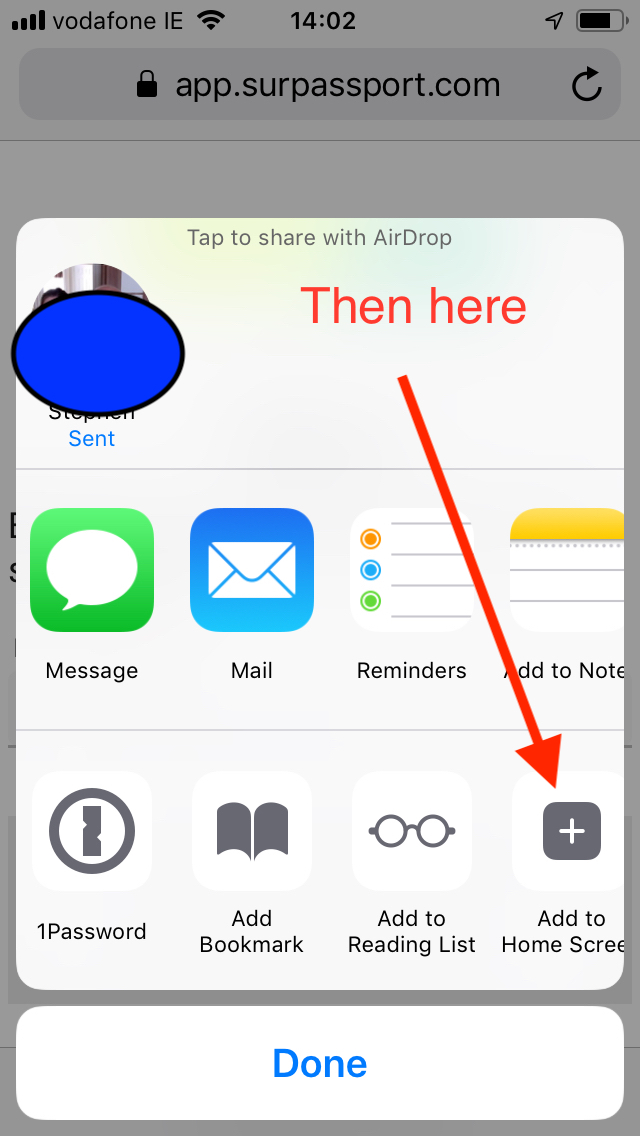 vodafone IE
14:02
app.surpassport.com
Tap to share with AirDrop
Then here
Stephen
Sent
Message
Mail
Reminders
Add to Note
1Password
Add
Bookmark
Add to
Reading List
Add to
Home Scree
Done